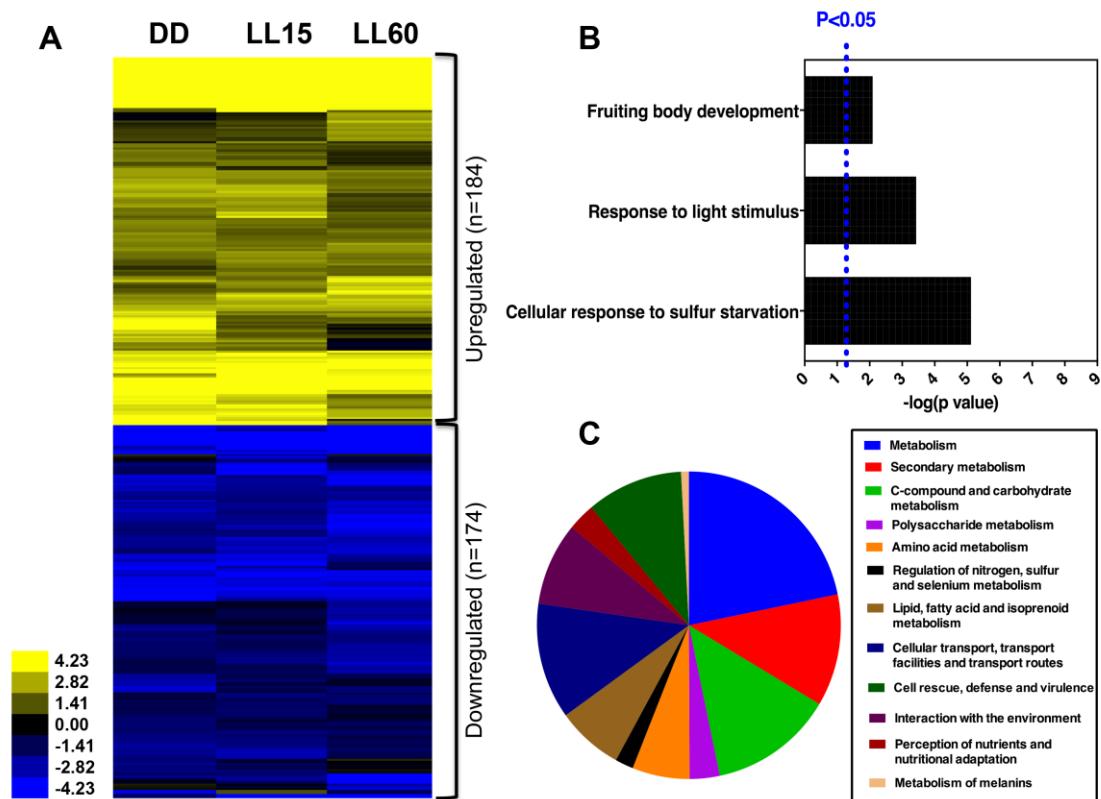 A
DD LL15 LL60
Upregulated (n=184)
Downregulated (n=174)
4.23
2.82
1.41
0.00
-1.41
-2.82
-4.23
B
P<0.05
Fruiting body development
Response to light stimulus
Cellular response to sulfur starvation
0 1 2 3 4 5 6 7 8 9
-log(p value)
C
Metabolism
Secondary metabolism
C-compound and carbohydrate
metabolism
Polysaccharide metabolism
Amino acid metabolism
Regulation of nitrogen, sulfur
and selenium metabolism
Lipid, fatty acid and isoprenoid
metabolism
Cellular transport, transport
facilities and transport routes
Cell rescue, defense and virulence
Interaction with the environment
Perception of nutrients and
nutritional adaptation
Metabolism of melanins